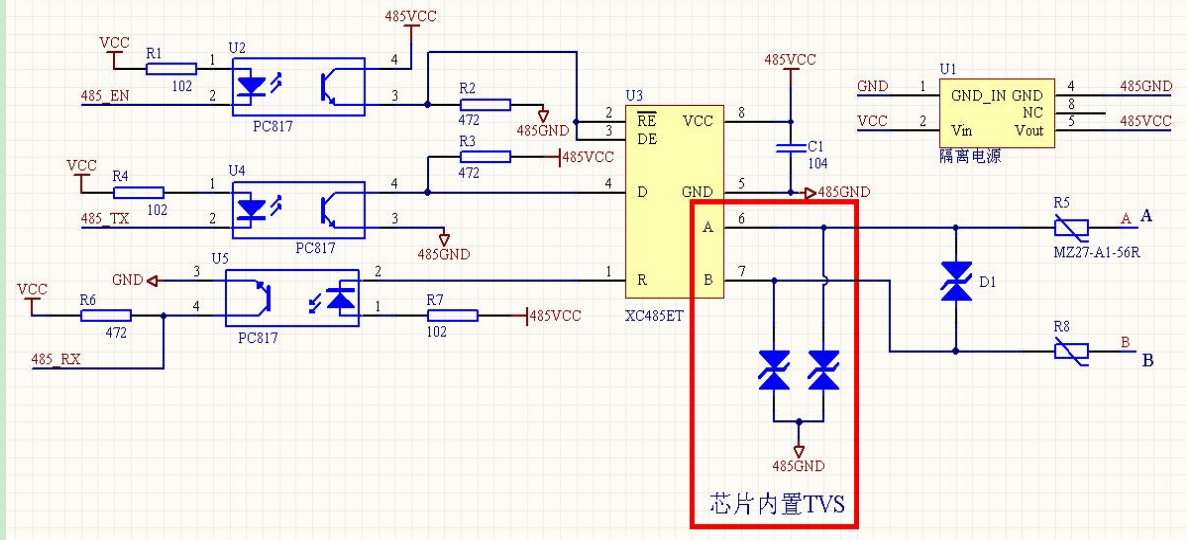 485VCC
VCC
R1
102
1
U2
4
485_EN
2
3
PC817
R2
472
485GND
R3
472
485VCC
VCC
R4
102
1
U4
4
485_TX
2
3
PC817
485GND
U5
GND
3
2
VCC
R6
472
4
1
R7
102
485VCC
PC817
485_RX
U3
2
RE
VCC
8
3
DE
4
D
GND
5
A
6
1
R
B
7
XC485ET
485VCC
C1
104
485GND
U1
GND
1
GND_IN GND
4
485GND
NC
8
VCC
2
Vin
Vout
5
485VCC
隔离电源
R5
A
A
MZ27-A1-56R
D1
R8
B
B
485GND
芯片内置TVS